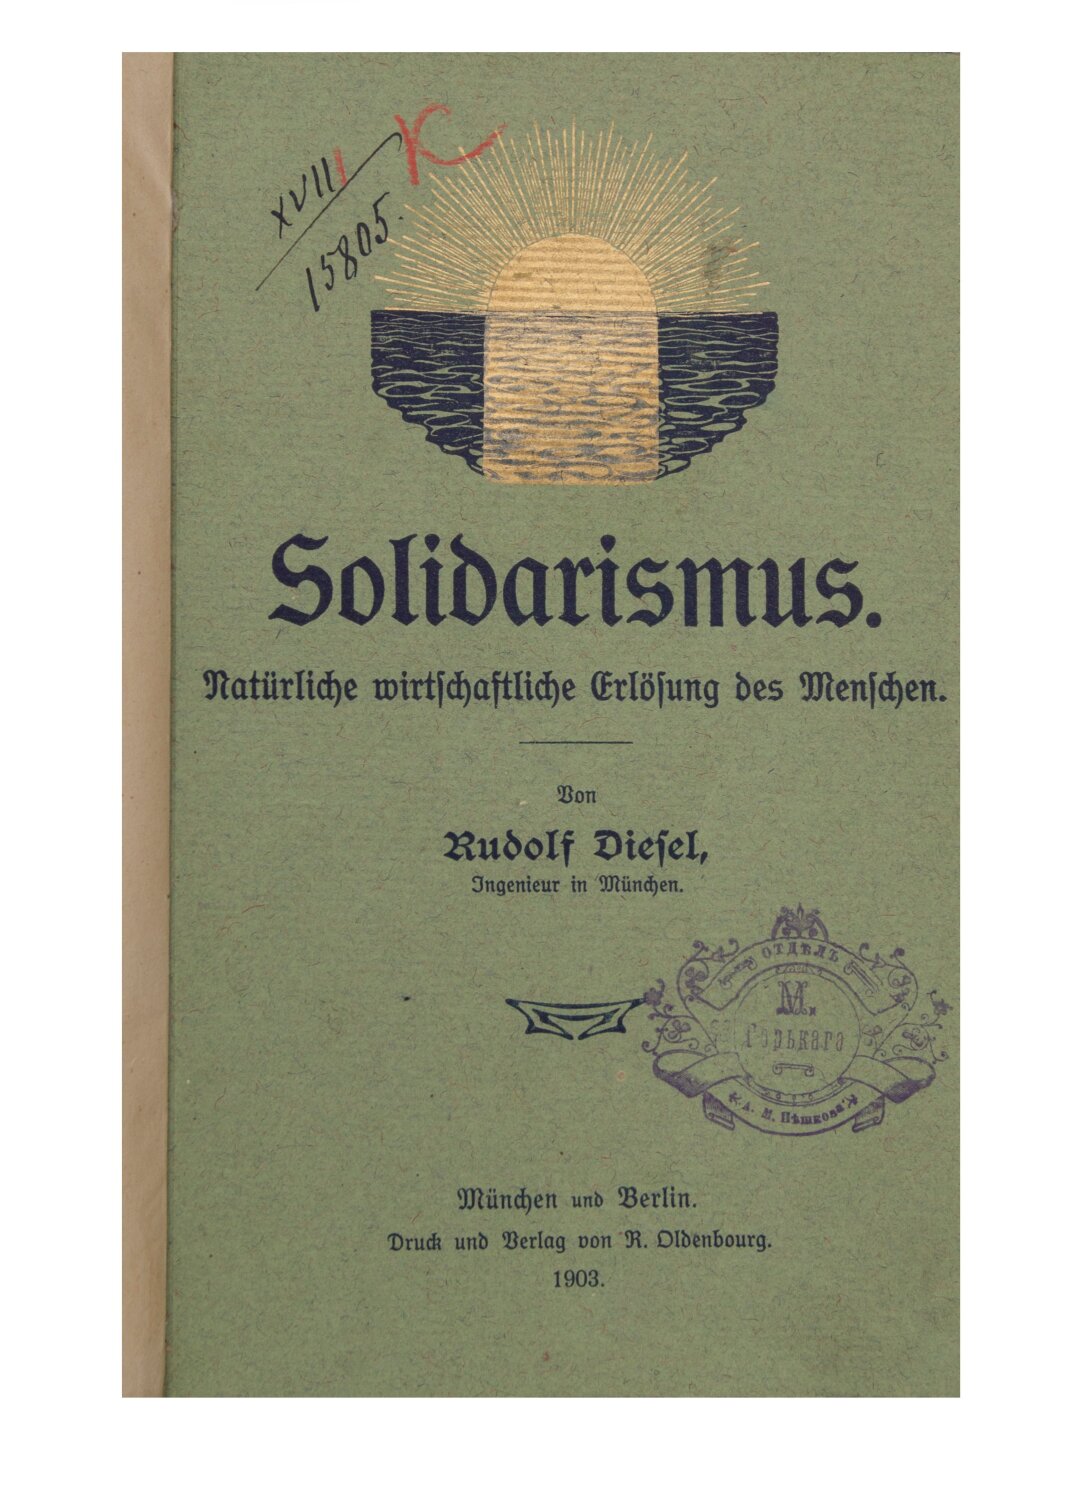 XVIII K
15805.
Solidarismus.
Natürliche wirtschaftliche Erlösung des Menschen.
Von
Rudolf Diesel,
Ingenieur in München.
ОТДѢЛЪ
М.
Горькаго
А. М. Пѣшкова
München und Berlin.
Druck und Verlag von R. Oldenbourg.
1903.